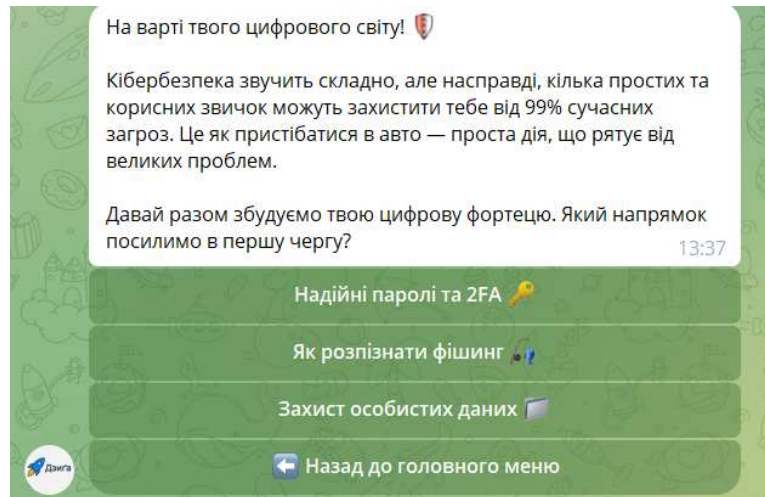 На варті твого цифрового світу!
Кібербезпека звучить складно, але насправді, кілька простих та
корисних звичок можуть захистити тебе від 99% сучасних
загроз. Це як пристібатися в авто — проста дія, що рятує від
великих проблем.
Давай разом збудуємо твою цифрову фортецю. Який напрямок
посилимо в першу чергу?
13:37
Надійні паролі та 2FA
Як розпізнати фішинг
Захист особистих даних
Назад до головного меню
Дзиґа